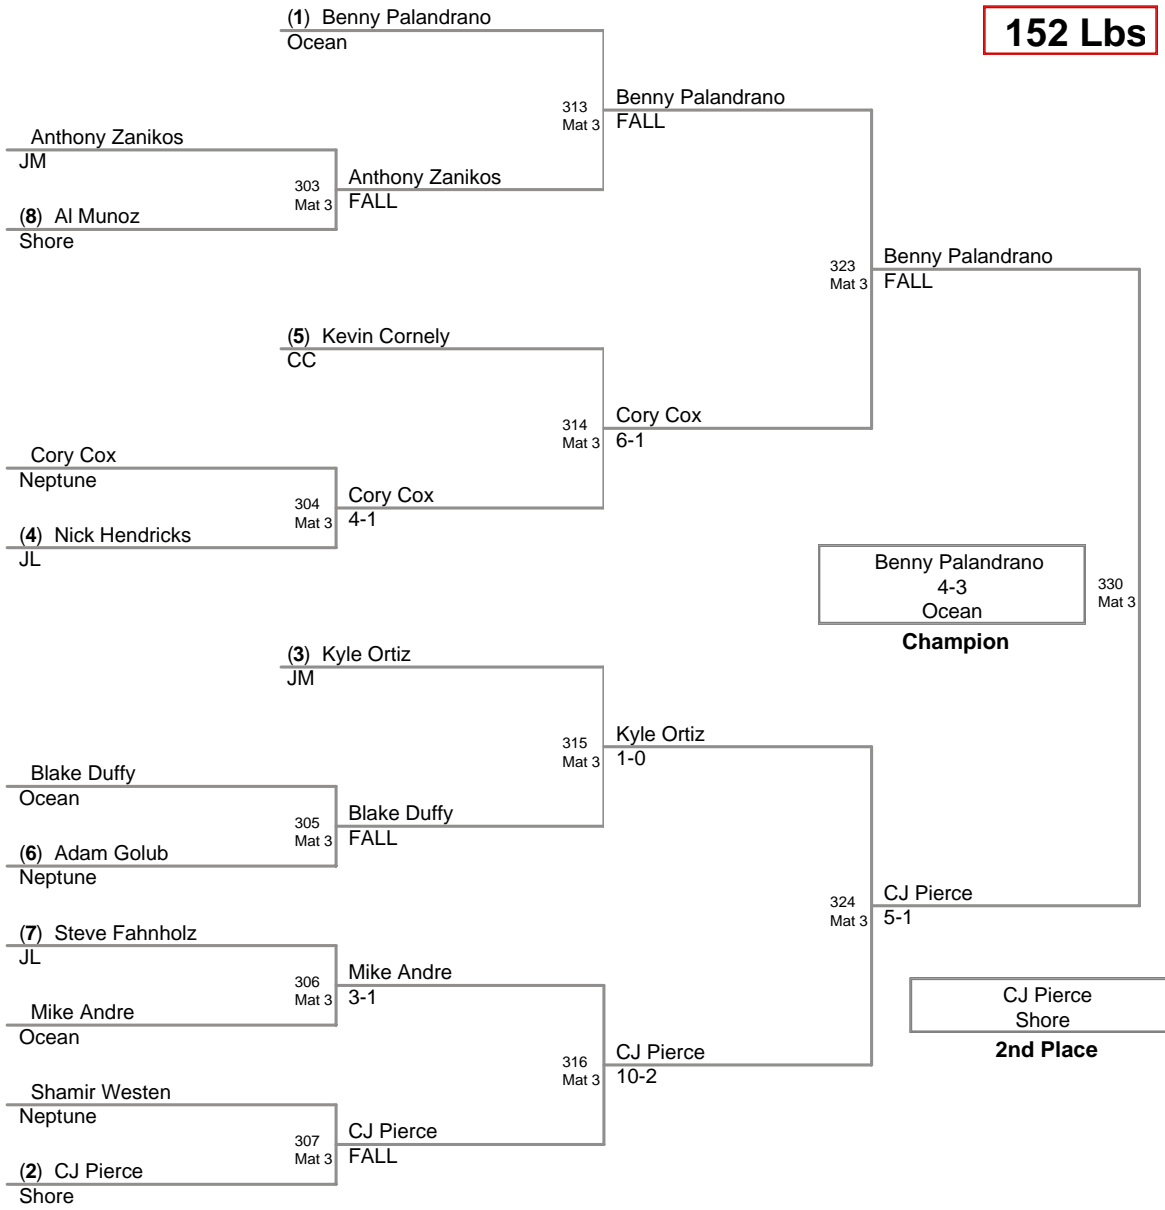 (1) Benny Palandrano
Ocean
152 Lbs
313
Mat 3
Benny Palandrano
FALL
Anthony Zanikos
JM
303
Mat 3
Anthony Zanikos
FALL
(8) Al Munoz
Shore
323
Mat 3
Benny Palandrano
FALL
(5) Kevin Cornely
CC
314
Mat 3
Cory Cox
6-1
Cory Cox
Neptune
304
Mat 3
Cory Cox
4-1
(4) Nick Hendricks
JL
Benny Palandrano
4-3
Ocean
Champion
330
Mat 3
(3) Kyle Ortiz
JM
315
Mat 3
Kyle Ortiz
1-0
Blake Duffy
Ocean
305
Mat 3
Blake Duffy
FALL
(6) Adam Golub
Neptune
324
Mat 3
CJ Pierce
5-1
(7) Steve Fahnholz
JL
306
Mat 3
Mike Andre
3-1
Mike Andre
Ocean
CJ Pierce
Shore
2nd Place
316
Mat 3
CJ Pierce
10-2
Shamir Westen
Neptune
307
Mat 3
CJ Pierce
FALL
(2) CJ Pierce
Shore